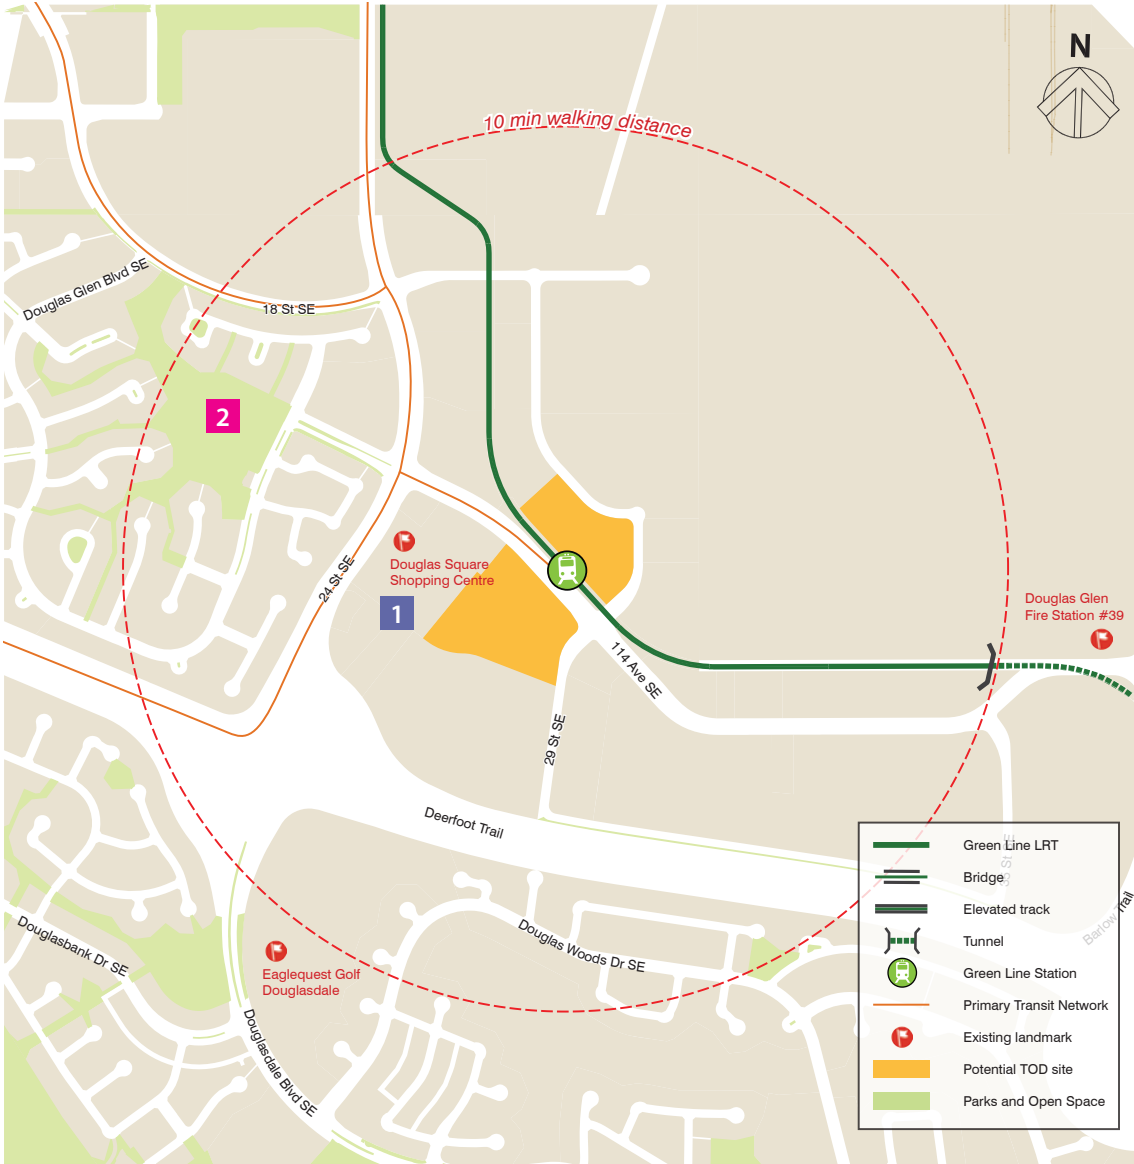 N
10 min walking distance
Douglas Glen Blvd SE
18 St SE
2
Douglas Square
Shopping Centre
24 St SE
1
Douglas Glen
Fire Station #39
114 Ave SE
29 St SE
Deerfoot Trail
35 St SE
Barlow Trail
Douglas Woods Dr SE
Douglasbank Dr SE
Eaglequest Golf
Douglasdale
Douglasdale Blvd SE
Green Line LRT
Bridge
Elevated track
Tunnel
Green Line Station
Primary Transit Network
Existing landmark
Potential TOD site
Parks and Open Space